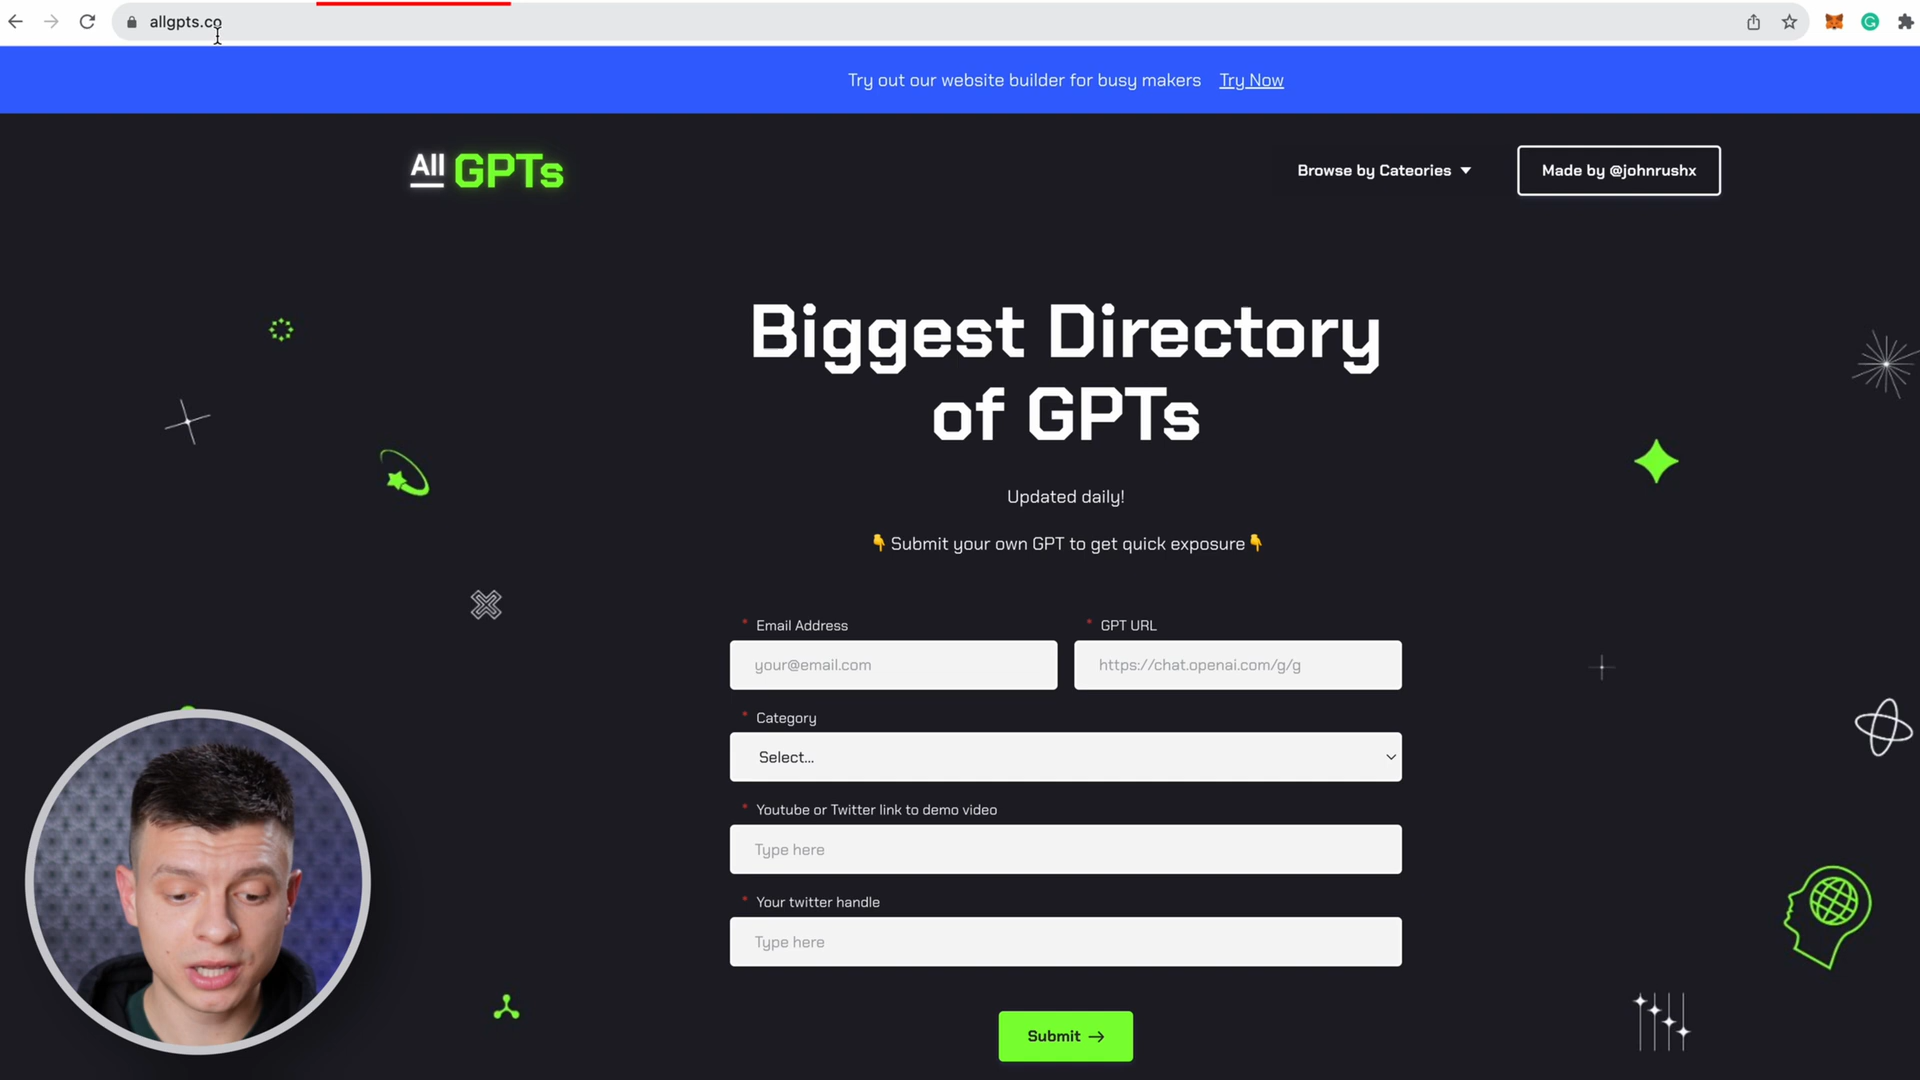 allgpts.co
Try out our website builder for busy makers Try Now
All GPTs
Browse by Cateories
Made by @johnrushx
Biggest Directory
of GPTs
Updated daily!
👇Submit your own GPT to get quick exposure👇
* Email Address
your@email.com
* GPT URL
https://chat.openai.com/g/g
* Category
Select...
* Youtube or Twitter link to demo video
Type here
* Your twitter handle
Type here
Submit →